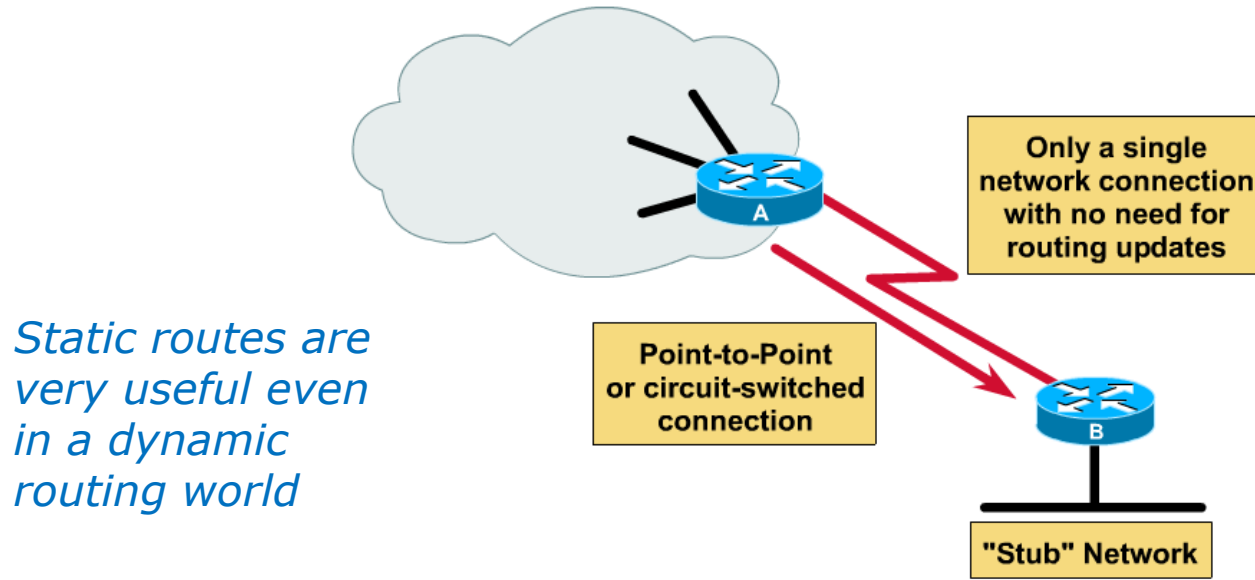 Only a single
network connection
with no need for
routing updates
A
Static routes are
very useful even
in a dynamic
routing world
Point-to-Point
or circuit-switched
connection
B
"Stub" Network